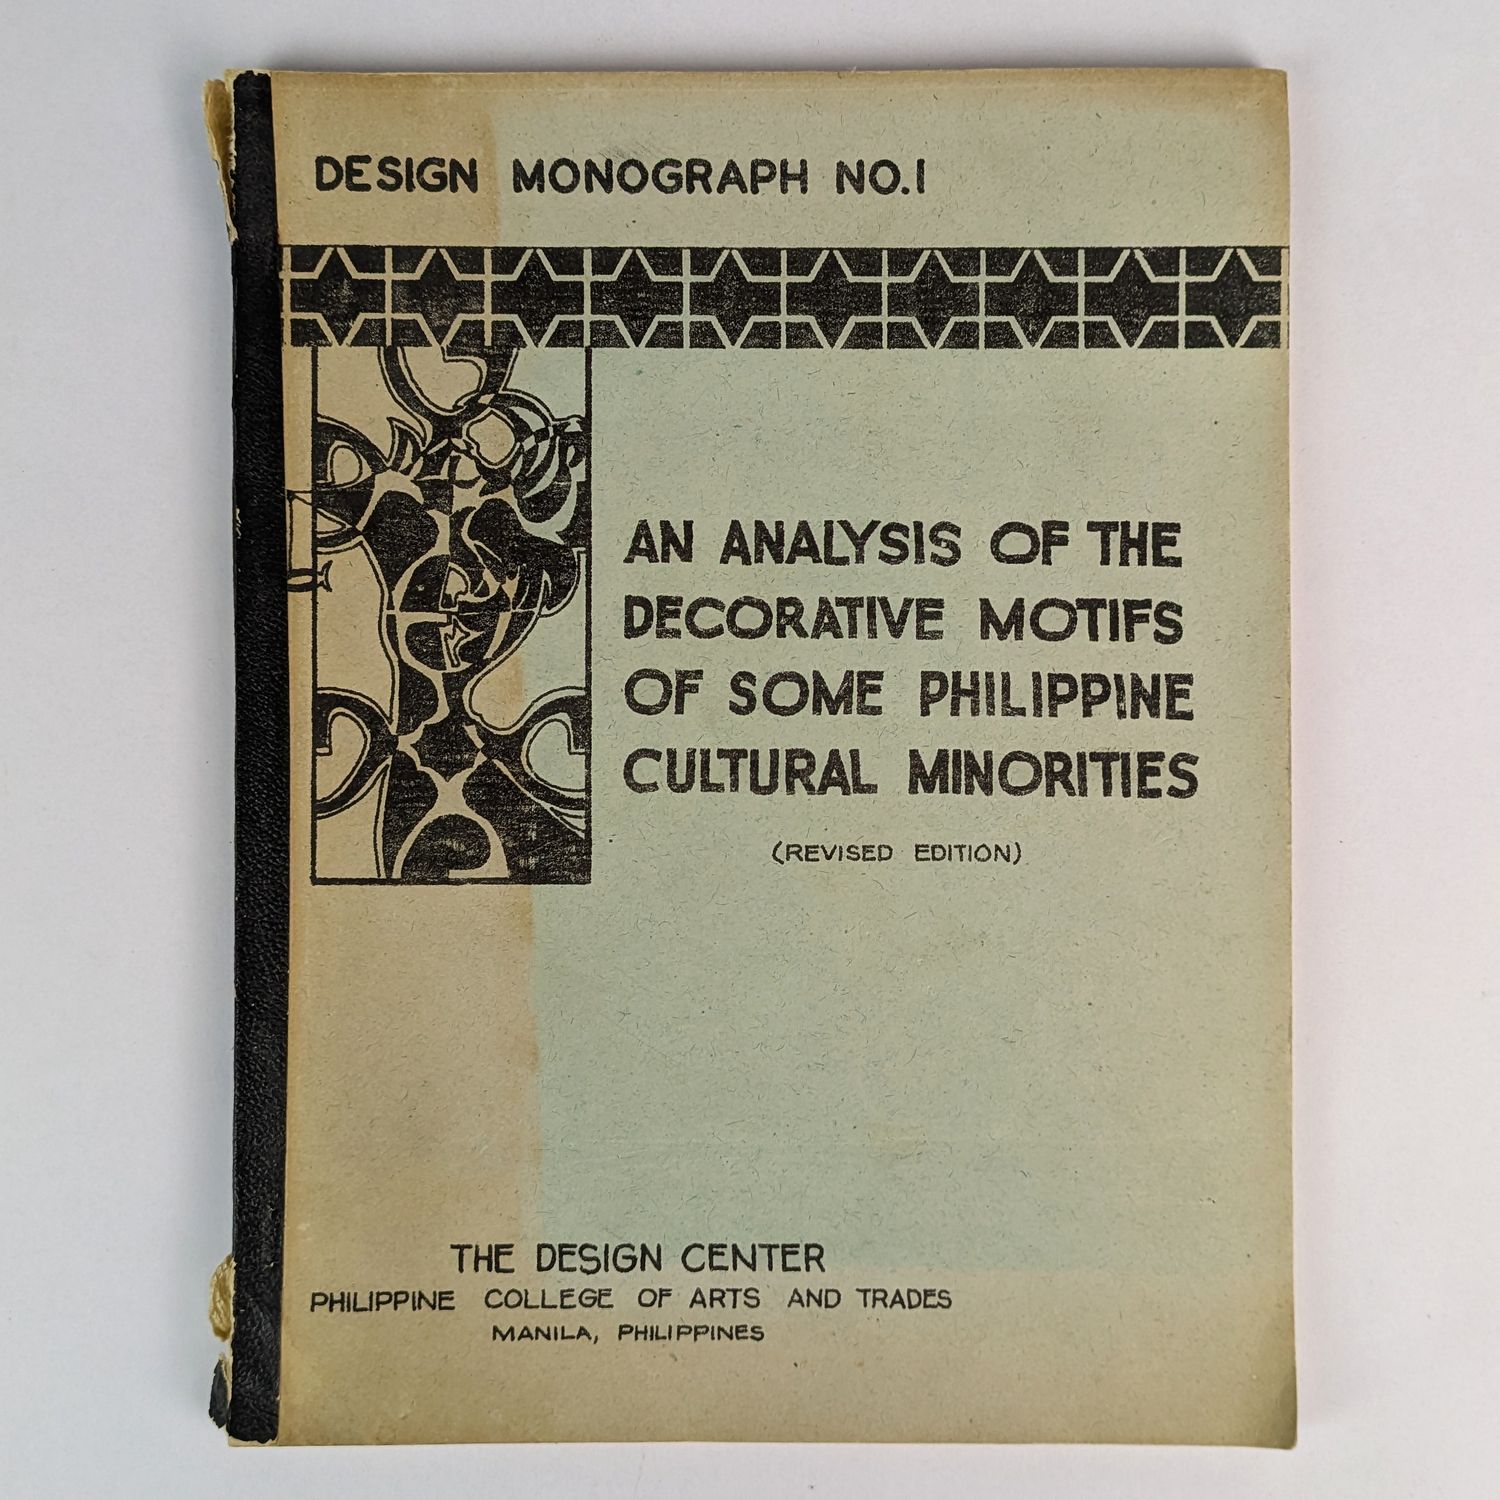 DESIGN MONOGRAPH NO.1
AN ANALYSIS OF THE
DECORATIVE MOTIFS
OF SOME PHILIPPINE
CULTURAL MINORITIES
(REVISED EDITION)
THE DESIGN CENTER
PHILIPPINE COLLEGE OF ARTS AND TRADES
MANILA, PHILIPPINES